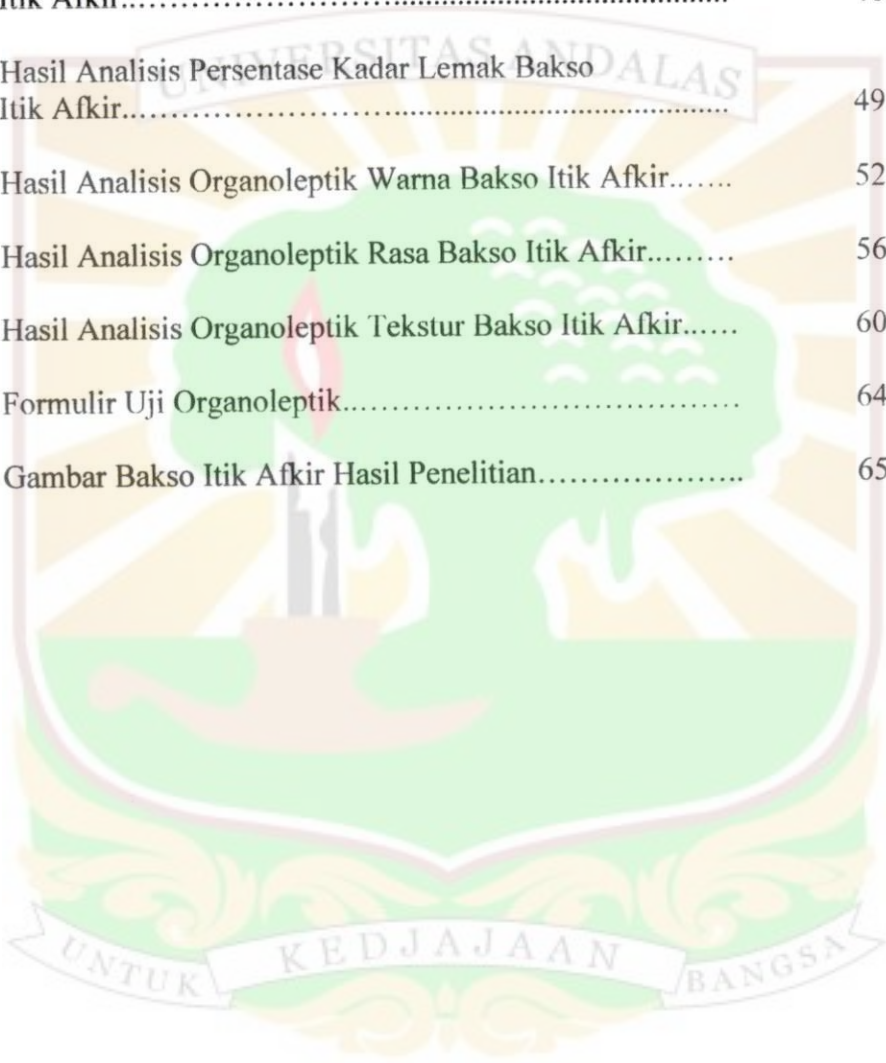 Itik Afkir
Hasil Analisis Persentase Kadar Lemak Bakso
Itik Afkir.......................................................................... 49
Hasil Analisis Organoleptik Warna Bakso Itik Afkir....... 52
Hasil Analisis Organoleptik Rasa Bakso Itik Afkir......... 56
Hasil Analisis Organoleptik Tekstur Bakso Itik Afkir...... 60
Formulir Uji Organoleptik........................................ 64
Gambar Bakso Itik Afkir Hasil Penelitian.................... 65
UNIVERSITAS ANDALAS
UNTUK KEDJAJAAN BANGSA